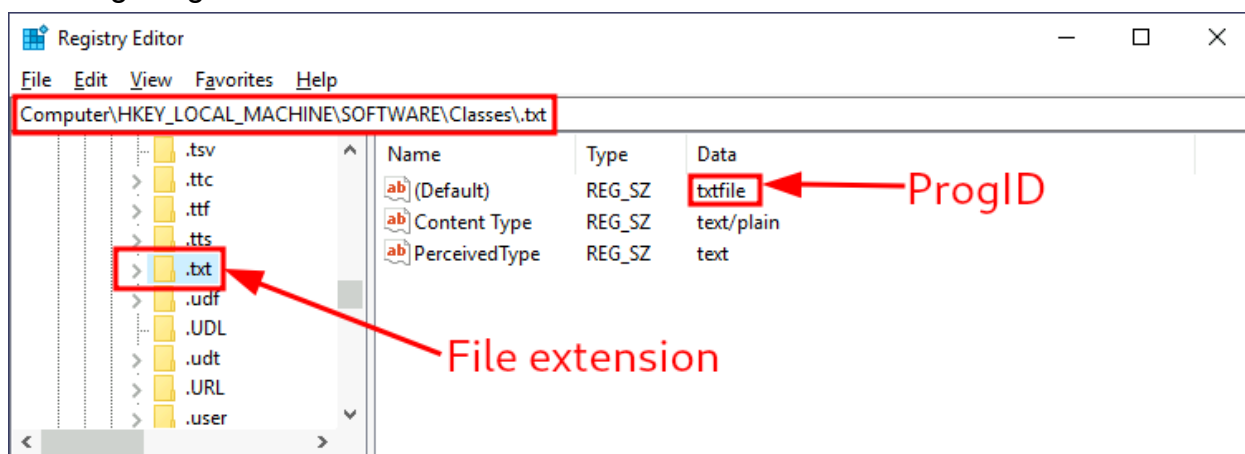 Registry Editor
File Edit View Favorites Help
Computer\HKEY_LOCAL_MACHINE\SOFTWARE\Classes\.txt
.tsv
.ttc
.ttf
.tts
.txt
.udf
.UDL
.udt
.URL
.user
Name Type Data
(Default) REG_SZ txtfile
Content Type REG_SZ text/plain
PerceivedType REG_SZ text
ProgID
File extension